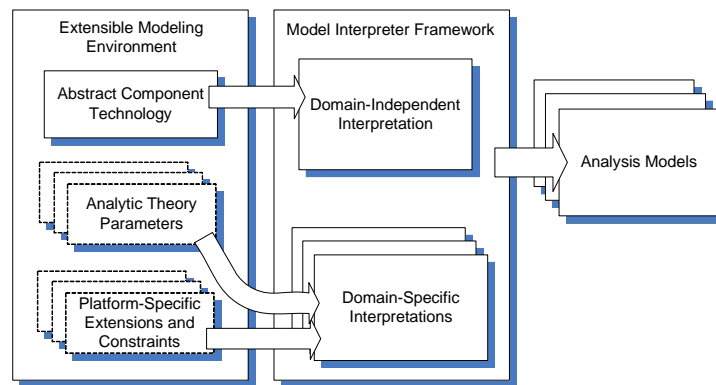 Extensible Modeling
Environment
Model Interpreter Framework
Abstract Component
Technology
Domain-Independent
Interpretation
Analysis Models
Analytic Theory
Parameters
Domain-Specific
Interpretations
Platform-Specific
Extensions and
Constraints